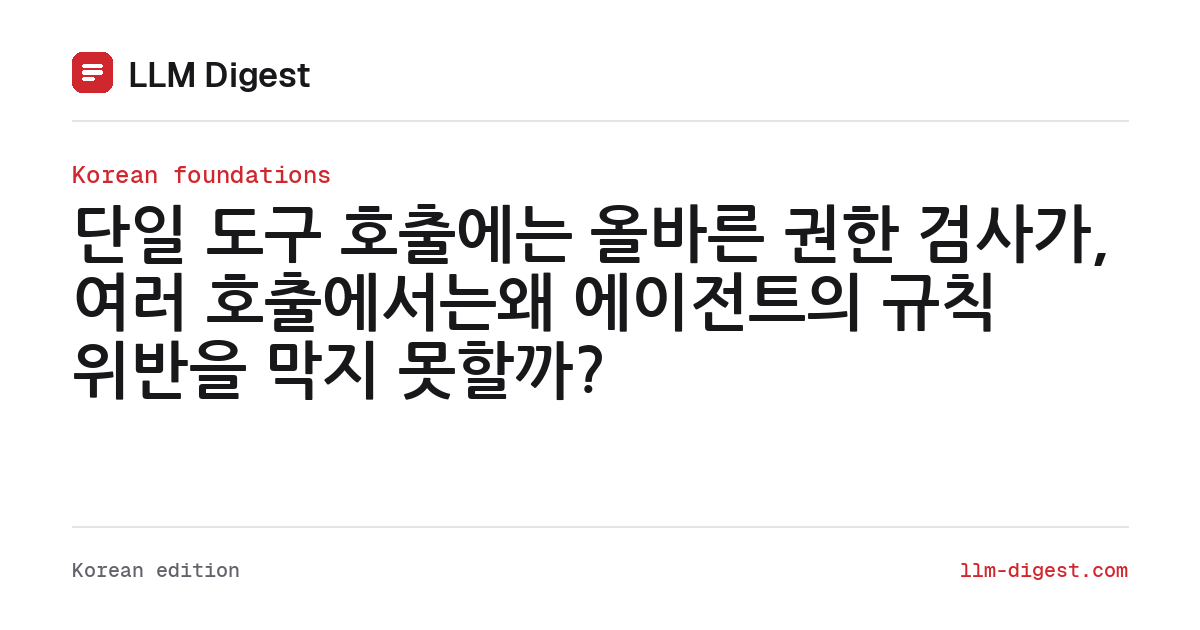 LLM Digest
Korean foundations
단일 도구 호출에는 올바른 권한 검사가,
여러 호출에서는왜 에이전트의 규칙
위반을 막지 못할까?
Korean edition
llm-digest.com